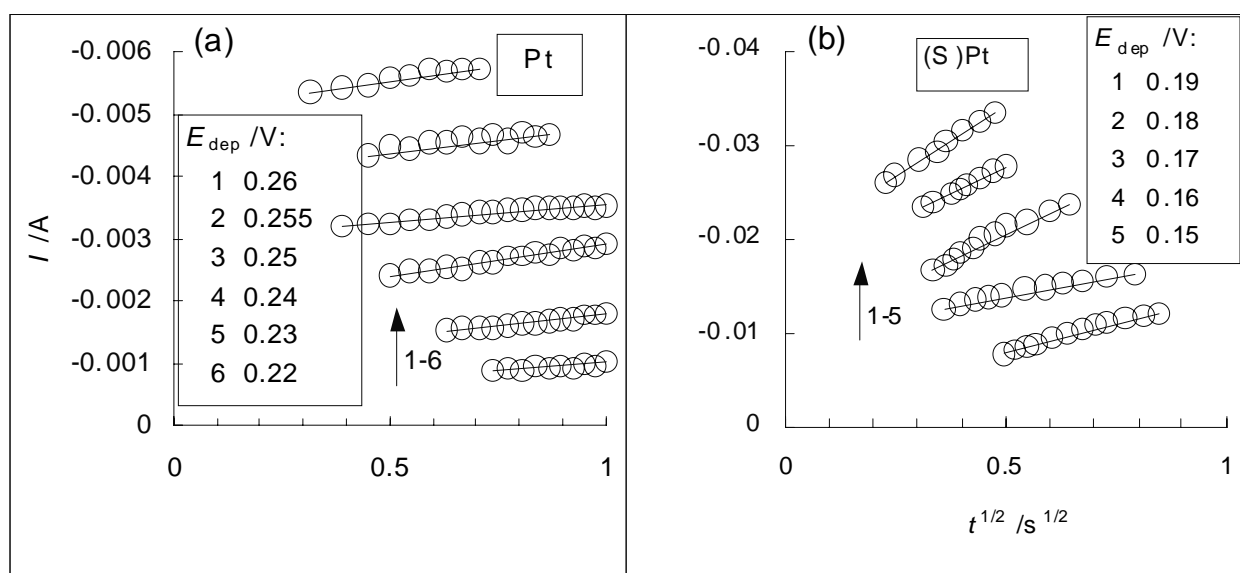 (a)
Pt
-0.006
-0.005
-0.004
-0.003
-0.002
-0.001
0
I /A
E dep /V:
1 0.26
2 0.255
3 0.25
4 0.24
5 0.23
6 0.22
1-6
0 0.5 1
(b)
(S)Pt
-0.04
-0.03
-0.02
-0.01
0
E dep /V:
1 0.19
2 0.18
3 0.17
4 0.16
5 0.15
1-5
0 0.5 1
t 1/2 /s 1/2